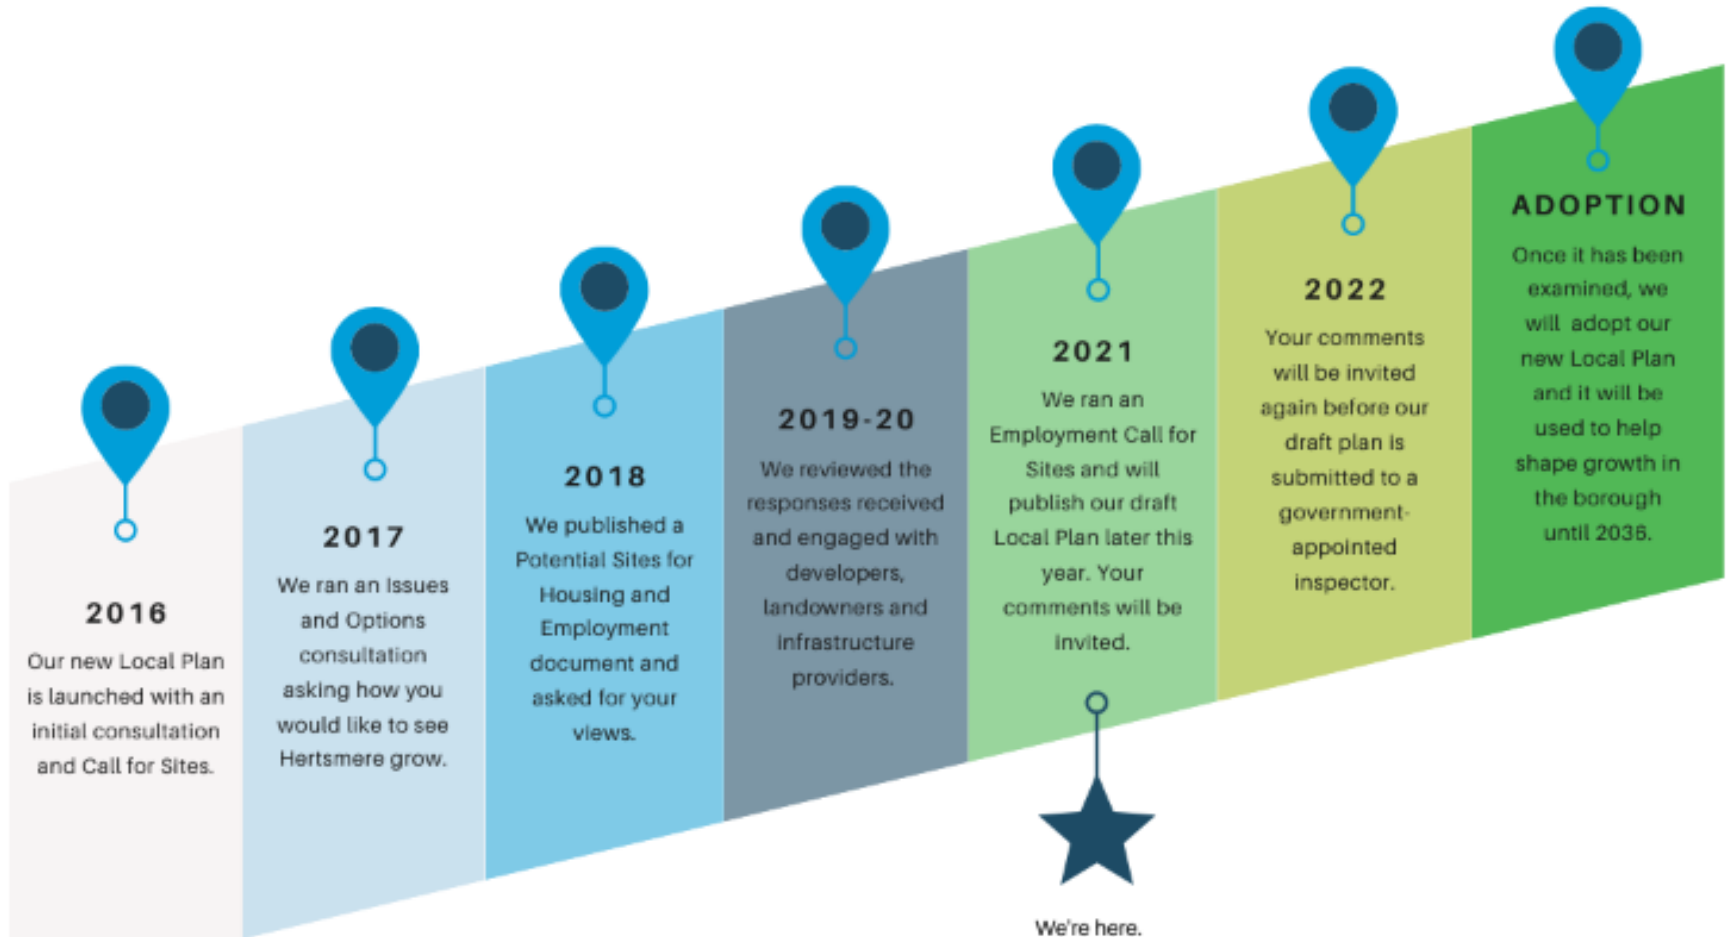 2016
Our new Local Plan
is launched with an
initial consultation
and Call for Sites.
2017
We ran an Issues
and Options
consultation
asking how you
would like to see
Hertsmere grow.
2018
We published a
Potential Sites for
Housing and
Employment
document and
asked for your
views.
2019-20
We reviewed the
responses received
and engaged with
developers,
landowners and
infrastructure
providers.
2021
We ran an
Employment Call for
Sites and will
publish our draft
Local Plan later this
year. Your
comments will be
invited.
2022
Your comments
will be invited
again before our
draft plan is
submitted to a
government-
appointed
inspector.
ADOPTION
Once it has been
examined, we
will adopt our
new Local Plan
and it will be
used to help
shape growth in
the borough
until 2036.
We're here.